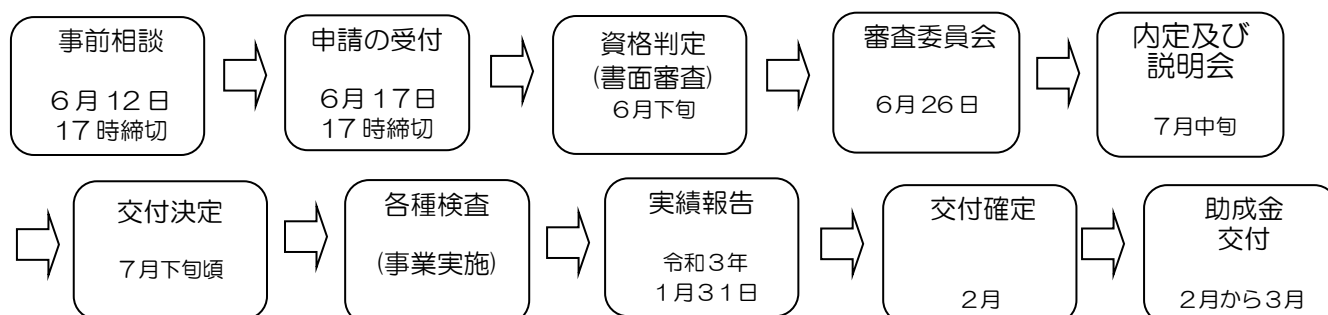 事前相談
６月12日
17時締切
申請の受付
６月17日
17時締切
資格判定
(書面審査)
６月下旬
審査委員会
６月26日
内定及び
説明会
７月中旬
交付決定
７月下旬頃
各種検査
(事業実施)
実績報告
令和３年
１月３１日
交付確定
２月
助成金
交付
２月から３月